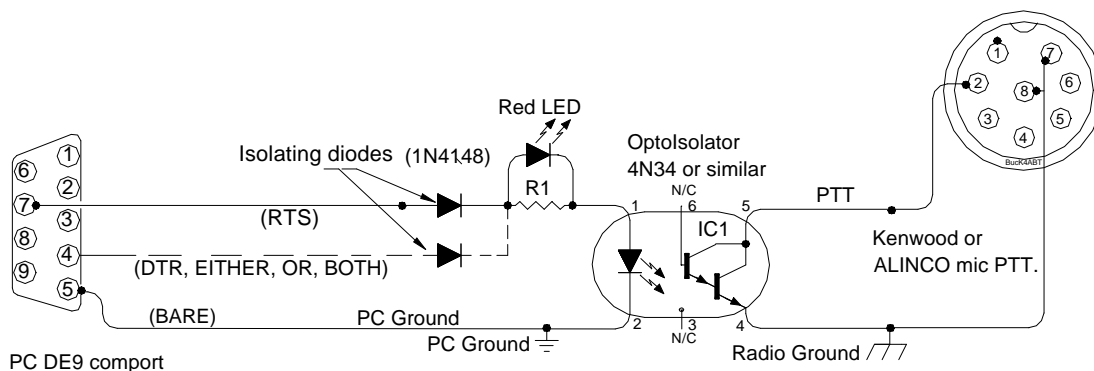 1
6
2
7
3
8
4
9
5
PC DE9 comport
Isolating diodes (1N4148)
(RTS)
(DTR, EITHER, OR, BOTH)
(BARE)
PC Ground
PC Ground
Red LED
R1
OptoIsolator
4N34 or similar
N/C
1
6
5
IC1
2
3
4
N/C
PTT
Kenwood or
ALINCO mic PTT.
Radio Ground
1
7
2
8
6
3
5
4
BucK4ABT